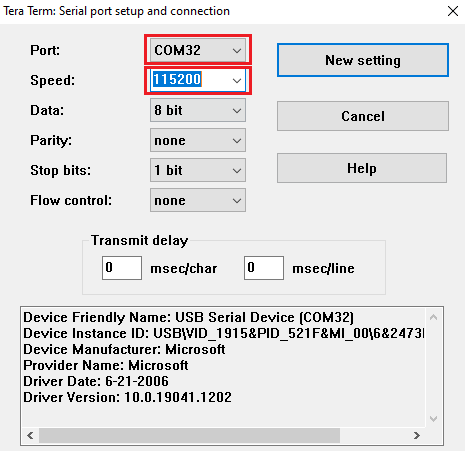 Tera Term: Serial port setup and connection
Port: COM32 New setting
Speed: 115200
Data: 8 bit Cancel
Parity: none
Stop bits: 1 bit Help
Flow control: none
Transmit delay
0 msec/char 0 msec/line
Device Friendly Name: USB Serial Device (COM32)
Device Instance ID: USB\VID_1915&PID_521F&MI_00\6&2473
Device Manufacturer: Microsoft
Provider Name: Microsoft
Driver Date: 6-21-2006
Driver Version: 10.0.19041.1202